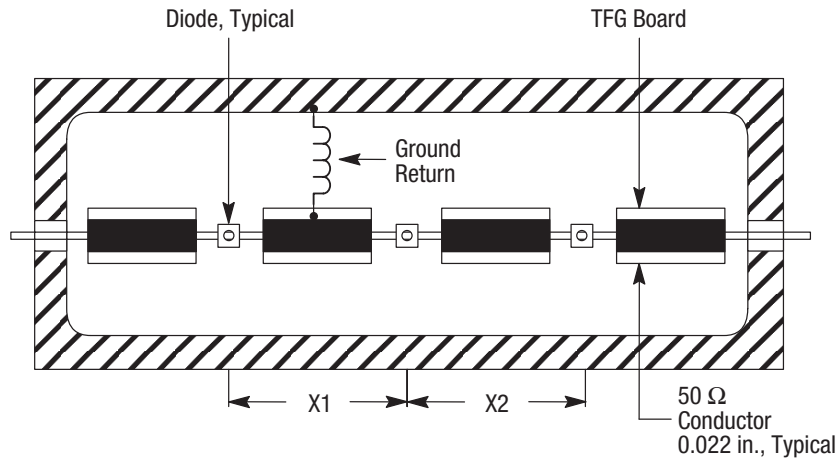 Diode, Typical
TFG Board
Ground
Return
X1
X2
50 Ω
Conductor
0.022 in., Typical